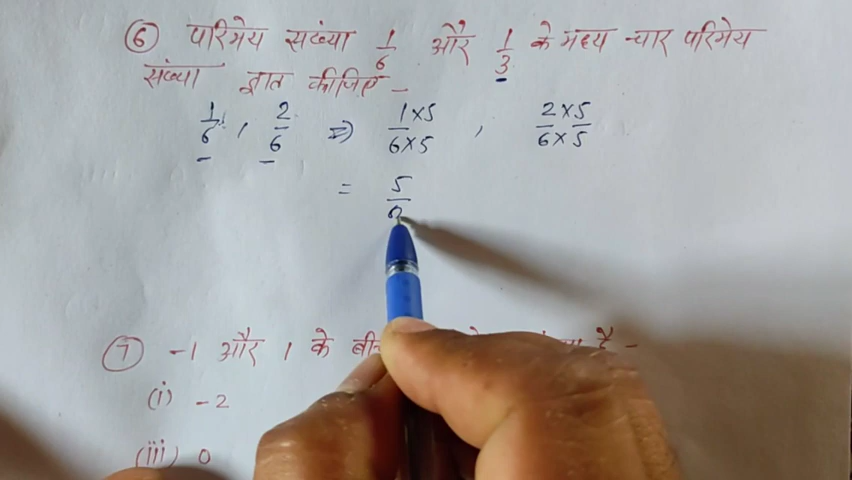 ⑥ परिमेय सख्या 1/6 और 1/3 के मध्य चार परिमेय
संख्या ज्ञात कीजिए -
1/6 , 2/6 ⇒ 1×5/6×5 , 2×5/6×5
= 5/
⑦ -1 और 1 के है -
(i) -2
(iii) 0